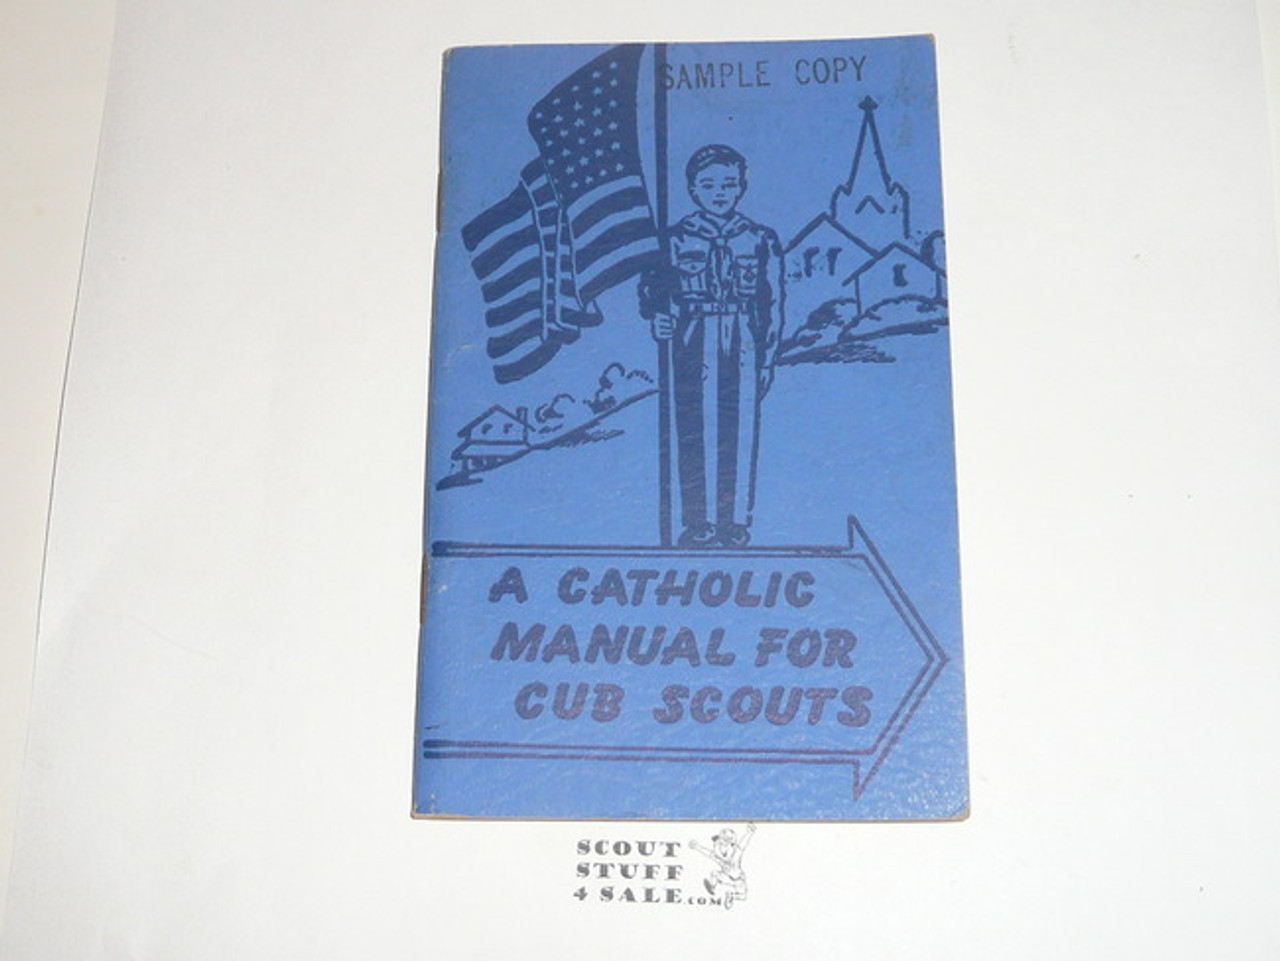 SAMPLE COPY
A CATHOLIC
MANUAL FOR
CUB SCOUTS
SCOUT
STUFF
4 SALE.COM